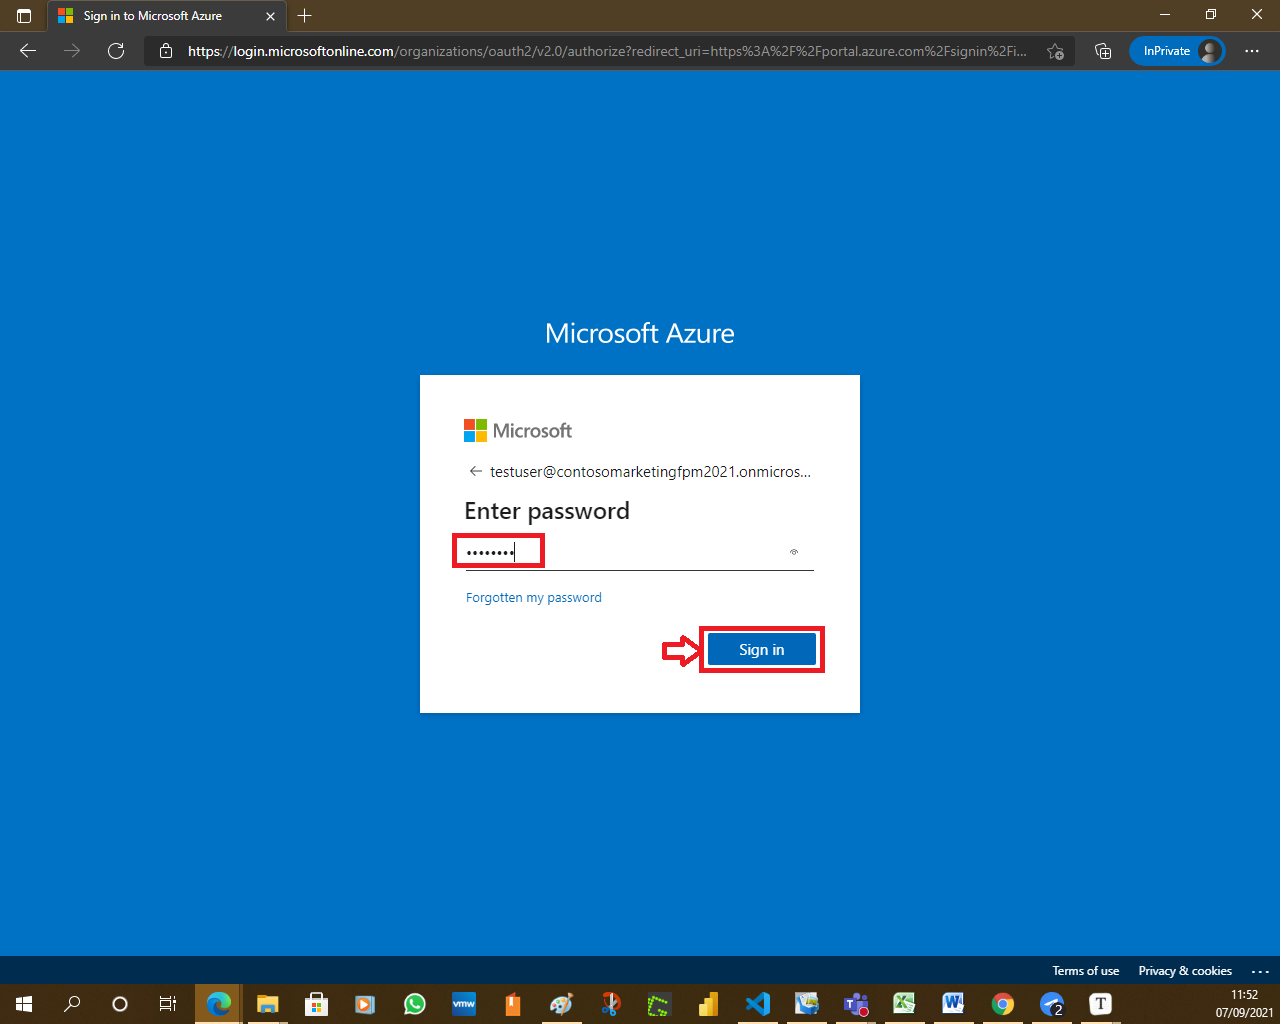 Sign in to Microsoft Azure
https://login.microsoftonline.com/organizations/oauth2/v2.0/authorize?redirect_uri=https%3A%2F%2Fportal.azure.com%2Fsignin%2Fi...
InPrivate
Microsoft Azure
Microsoft
testuser@contosomarketingfpm2021.onmicros...
Enter password
Forgotten my password
Sign in
Terms of use Privacy & cookies ...
vmw
W
2
T
11:52
07/09/2021